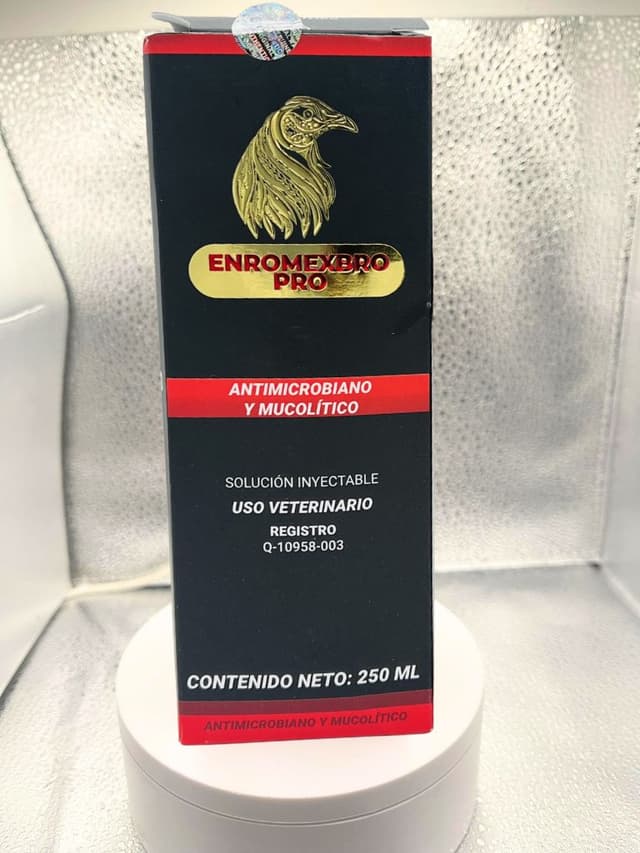 ENROMEXBRO
PRO
ANTIMICROBIANO
Y MUCOLÍTICO
SOLUCIÓN INYECTABLE
USO VETERINARIO
REGISTRO
Q-10958-003
CONTENIDO NETO: 250 ML
ANTIMICROBIANO Y MUCOLÍTICO